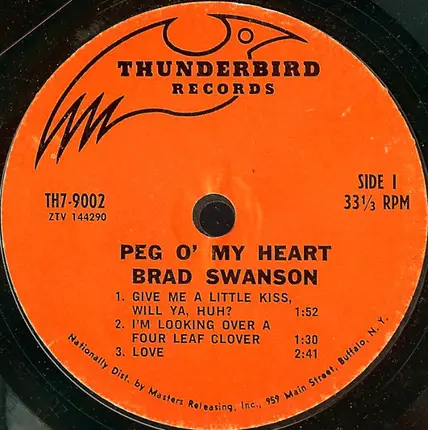 THUNDERBIRD
RECORDS
TH7-9002
ZTV 144290
SIDE I
33⅓ RPM
PEG O' MY HEART
BRAD SWANSON
1. GIVE ME A LITTLE KISS,
WILL YA, HUH? 1:52
2. I'M LOOKING OVER A
FOUR LEAF CLOVER 1:30
3. LOVE 2:41
Nationally Dist. by Masters Releasing, Inc., 959 Main Street, Buffalo, N. Y.